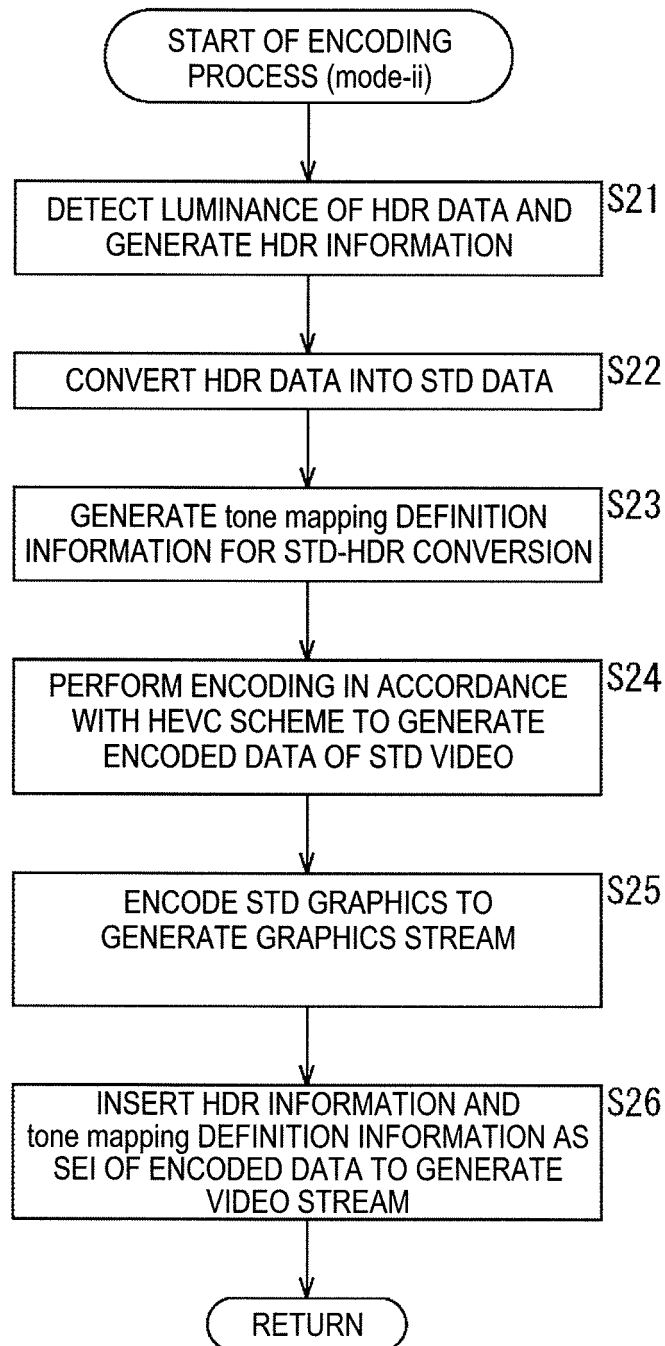 START OF ENCODING
PROCESS (mode-ii)
S21
DETECT LUMINANCE OF HDR DATA AND
GENERATE HDR INFORMATION
S22
CONVERT HDR DATA INTO STD DATA
S23
GENERATE tone mapping DEFINITION
INFORMATION FOR STD-HDR CONVERSION
S24
PERFORM ENCODING IN ACCORDANCE
WITH HEVC SCHEME TO GENERATE
ENCODED DATA OF STD VIDEO
S25
ENCODE STD GRAPHICS TO
GENERATE GRAPHICS STREAM
S26
INSERT HDR INFORMATION AND
tone mapping DEFINITION INFORMATION AS
SEI OF ENCODED DATA TO GENERATE
VIDEO STREAM
RETURN